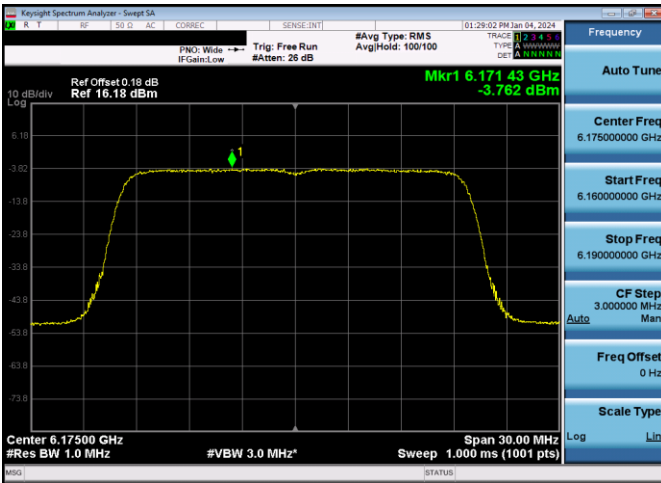 Keysight Spectrum Analyzer - Swept SA
R T RF 50 Ω AC CORREC SENSE:INT 01:29:02 PM Jan 04, 2024
PNO: Wide Trig: Free Run #Avg Type: RMS TRACE 1 2 3 4 5 6
IFGain:Low #Atten: 26 dB Avg|Hold: 100/100 TYPE A WWWWW
DET A N N N N N
Mkr1 6.171 43 GHz
-3.762 dBm
Ref Offset 0.18 dB
10 dB/div Ref 16.18 dBm
Log
1
6.18
-3.82
-13.8
-23.8
-33.8
-43.8
-53.8
-63.8
-73.8
Center 6.17500 GHz Span 30.00 MHz
#Res BW 1.0 MHz #VBW 3.0 MHz* Sweep 1.000 ms (1001 pts)
MSG STATUS
Frequency
Auto Tune
Center Freq
6.175000000 GHz
Start Freq
6.160000000 GHz
Stop Freq
6.190000000 GHz
CF Step
3.000000 MHz
Auto Man
Freq Offset
0 Hz
Scale Type
Log Lin